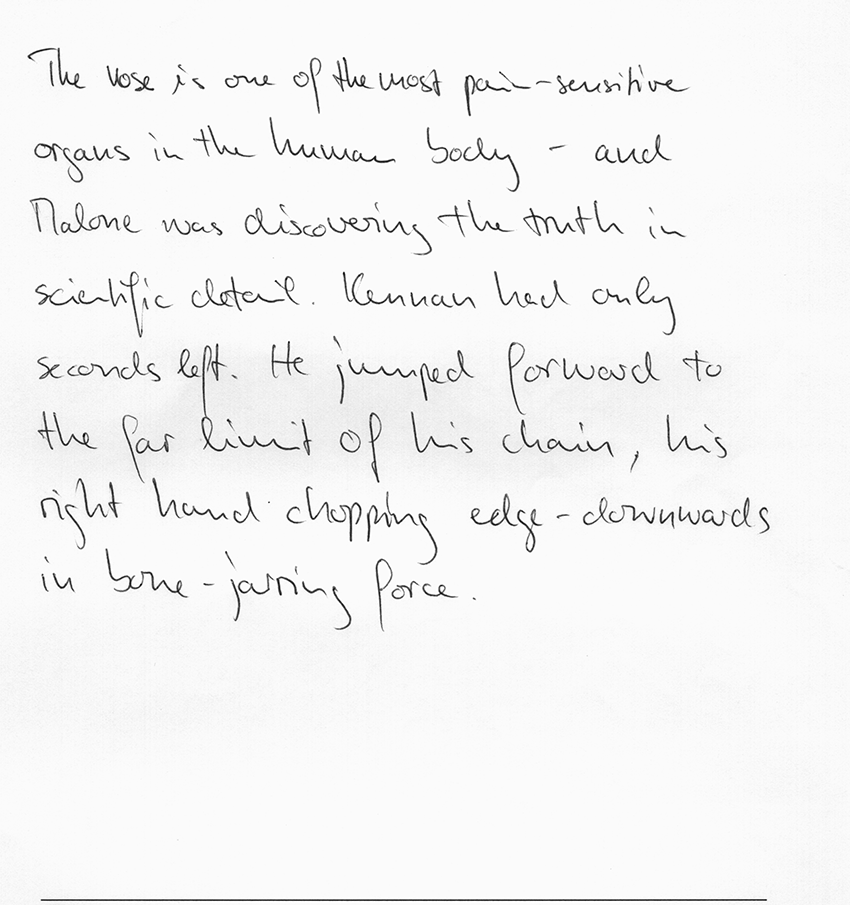 The nose is one of the most pain-sensitive
organs in the human body - and
Malone was discovering the truth in
scientific detail. Kennan had only
seconds left. He jumped forward to
the far limit of his chain, his
right hand chopping edge-downwards
in bone-jarring force.